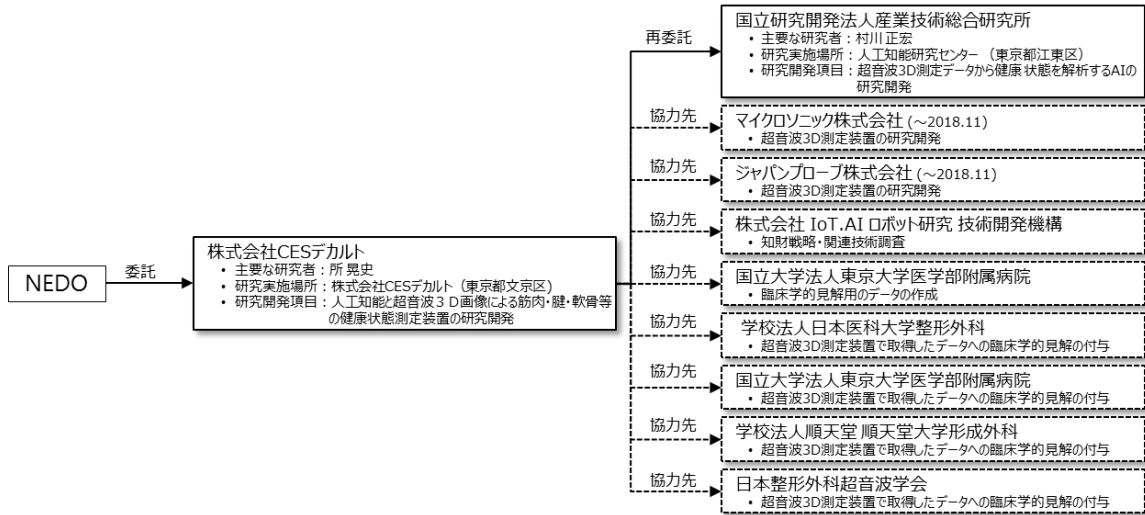 NEDO
委託
株式会社CESデカルト
• 主要な研究者：所 晃史
• 研究実施場所：株式会社CESデカルト（東京都文京区）
• 研究開発項目：人工知能と超音波３Ｄ画像による筋肉・腱・軟骨等
の健康状態測定装置の研究開発
再委託
国立研究開発法人産業技術総合研究所
• 主要な研究者：村川 正宏
• 研究実施場所：人工知能研究センター （東京都江東区）
• 研究開発項目：超音波3D測定データから健康状態を解析するAIの
研究開発
協力先
マイクロソニック株式会社 (～2018.11)
• 超音波3D測定装置の研究開発
協力先
ジャパンプローブ株式会社 (～2018.11)
• 超音波3D測定装置の研究開発
協力先
株式会社 IoT.AI ロボット研究 技術開発機構
• 知財戦略・関連技術調査
協力先
国立大学法人東京大学医学部附属病院
• 臨床学的見解用のデータの作成
協力先
学校法人日本医科大学整形外科
• 超音波3D測定装置で取得したデータへの臨床学的見解の付与
協力先
国立大学法人東京大学医学部附属病院
• 超音波3D測定装置で取得したデータへの臨床学的見解の付与
協力先
学校法人順天堂 順天堂大学形成外科
• 超音波3D測定装置で取得したデータへの臨床学的見解の付与
協力先
日本整形外科超音波学会
• 超音波3D測定装置で取得したデータへの臨床学的見解の付与